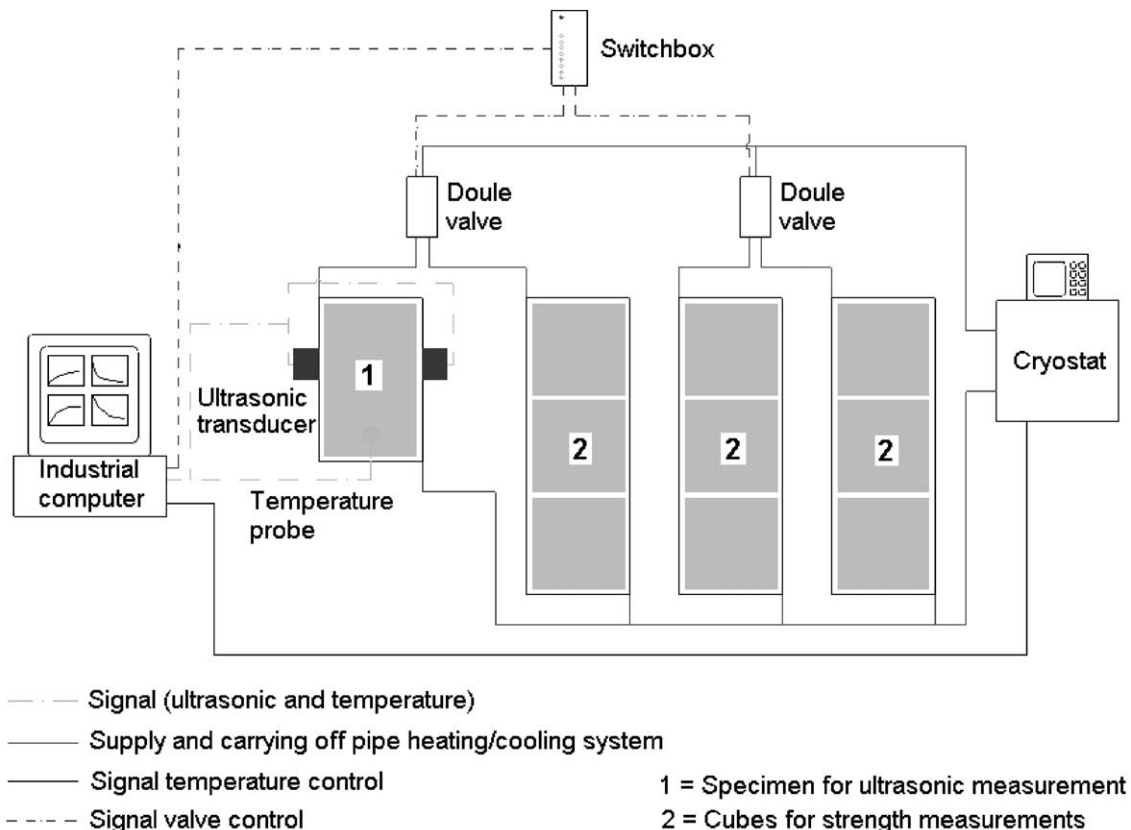 Switchbox
Doule
valve
Doule
valve
Cryostat
1
Ultrasonic
transducer
2
2
2
Industrial
computer
Temperature
probe
Signal (ultrasonic and temperature)
Supply and carrying off pipe heating/cooling system
Signal temperature control
1 = Specimen for ultrasonic measurement
Signal valve control
2 = Cubes for strength measurements